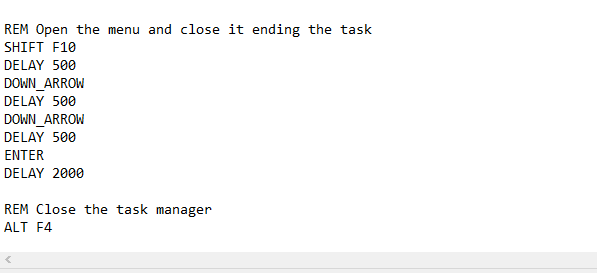 REM Open the menu and close it ending the task
SHIFT F10
DELAY 500
DOWN_ARROW
DELAY 500
DOWN_ARROW
DELAY 500
ENTER
DELAY 2000
REM Close the task manager
ALT F4